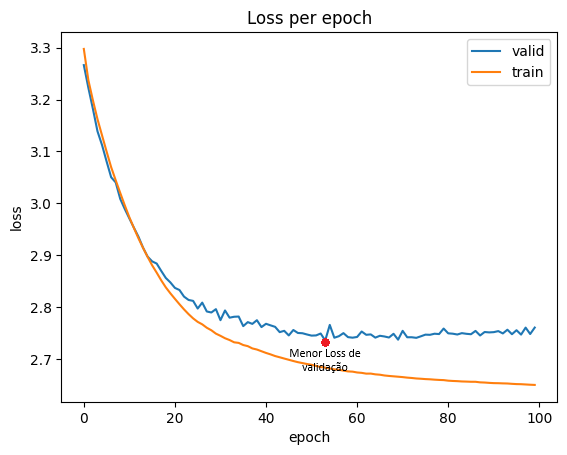 Loss per epoch
3.3
3.2
3.1
3.0
2.9
2.8
2.7
loss
valid
train
Menor Loss de
validação
0
20
40
60
80
100
epoch